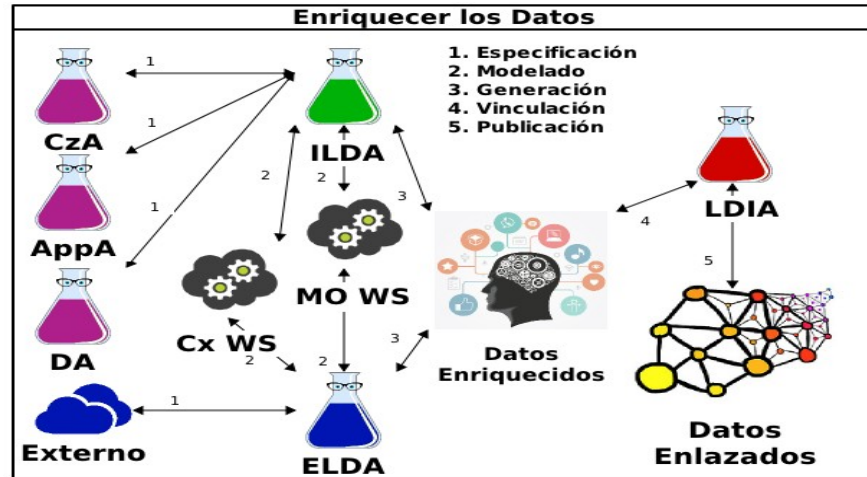 Enriquecer los Datos
1. Especificación
2. Modelado
3. Generación
4. Vinculación
5. Publicación
1
CzA
ILDA
1
AppA
1
DA
2
2
3
MO WS
Cx WS
2
2
3
Datos
Enriquecidos
4
LDIA
5
Externo
1
ELDA
Datos
Enlazados